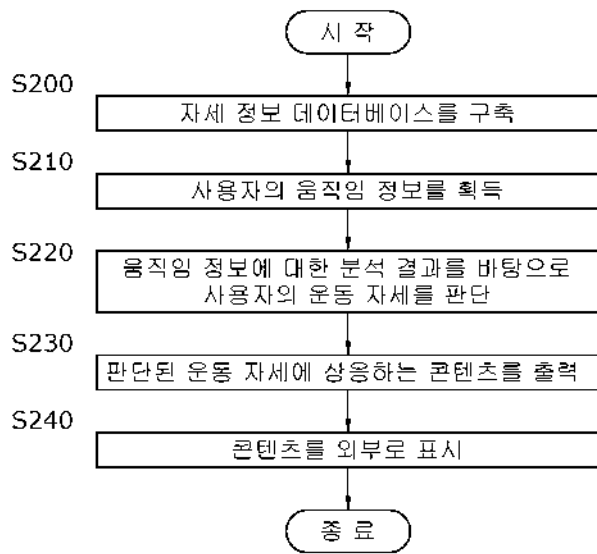 시 작
S200
자세 정보 데이터베이스를 구축
S210
사용자의 움직임 정보를 획득
S220
움직임 정보에 대한 분석 결과를 바탕으로
사용자의 운동 자세를 판단
S230
판단된 운동 자세에 상응하는 콘텐츠를 출력
S240
콘텐츠를 외부로 표시
종 료